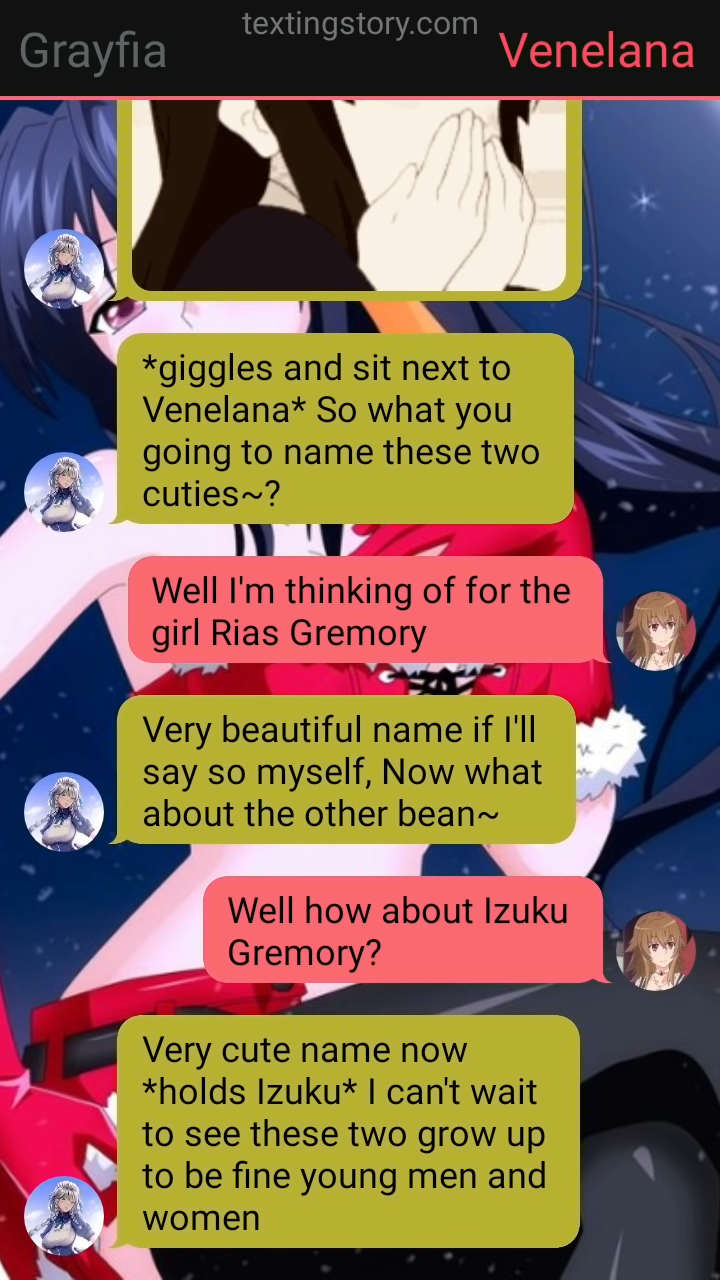 textingstory.com
Grayfia
Venelana
*giggles and sit next to
Venelana* So what you
going to name these two
cuties~?
Well I'm thinking of for the
girl Rias Gremory
Very beautiful name if I'll
say so myself, Now what
about the other bean~
Well how about Izuku
Gremory?
Very cute name now
*holds Izuku* I can't wait
to see these two grow up
to be fine young men and
women